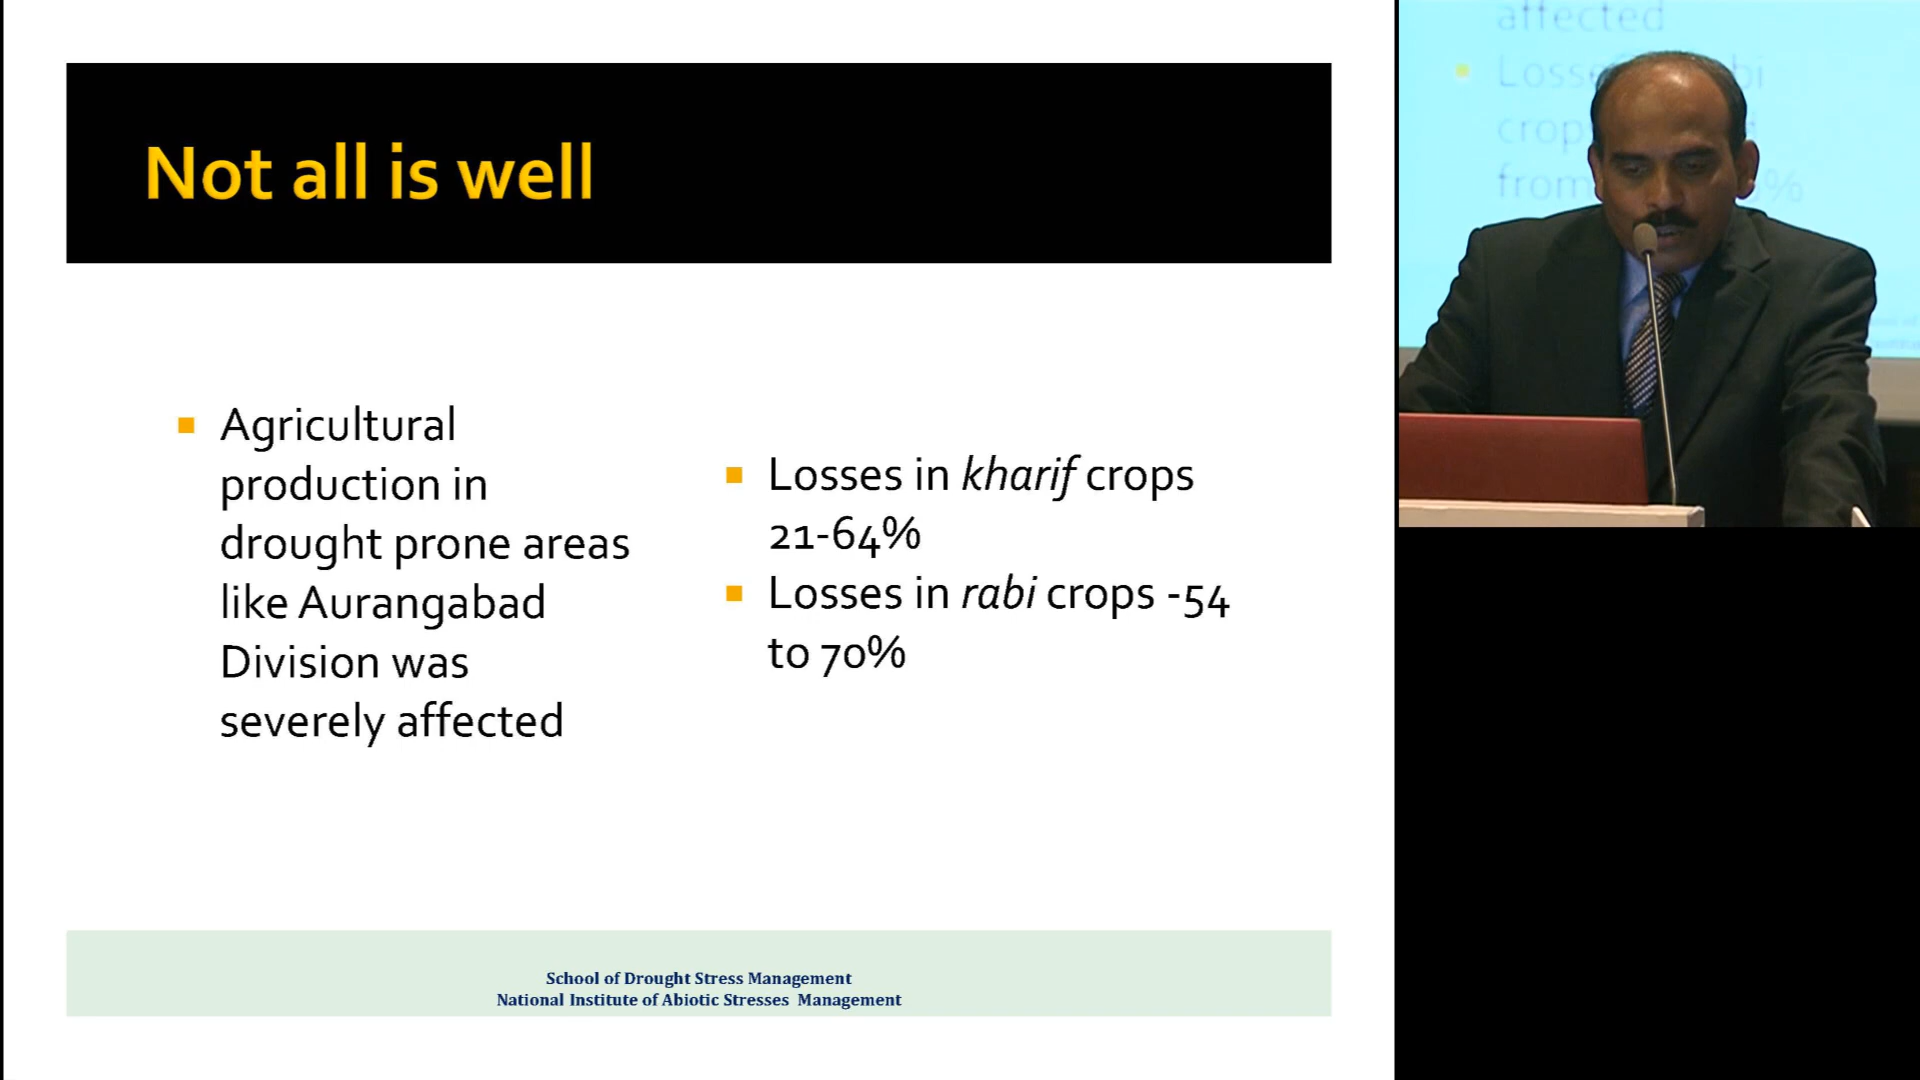 Not all is well
Agricultural
production in
drought prone areas
like Aurangabad
Division was
severely affected
Losses in kharif crops
21-64%
Losses in rabi crops -54
to 70%
School of Drought Stress Management
National Institute of Abiotic Stresses Management
affected
from